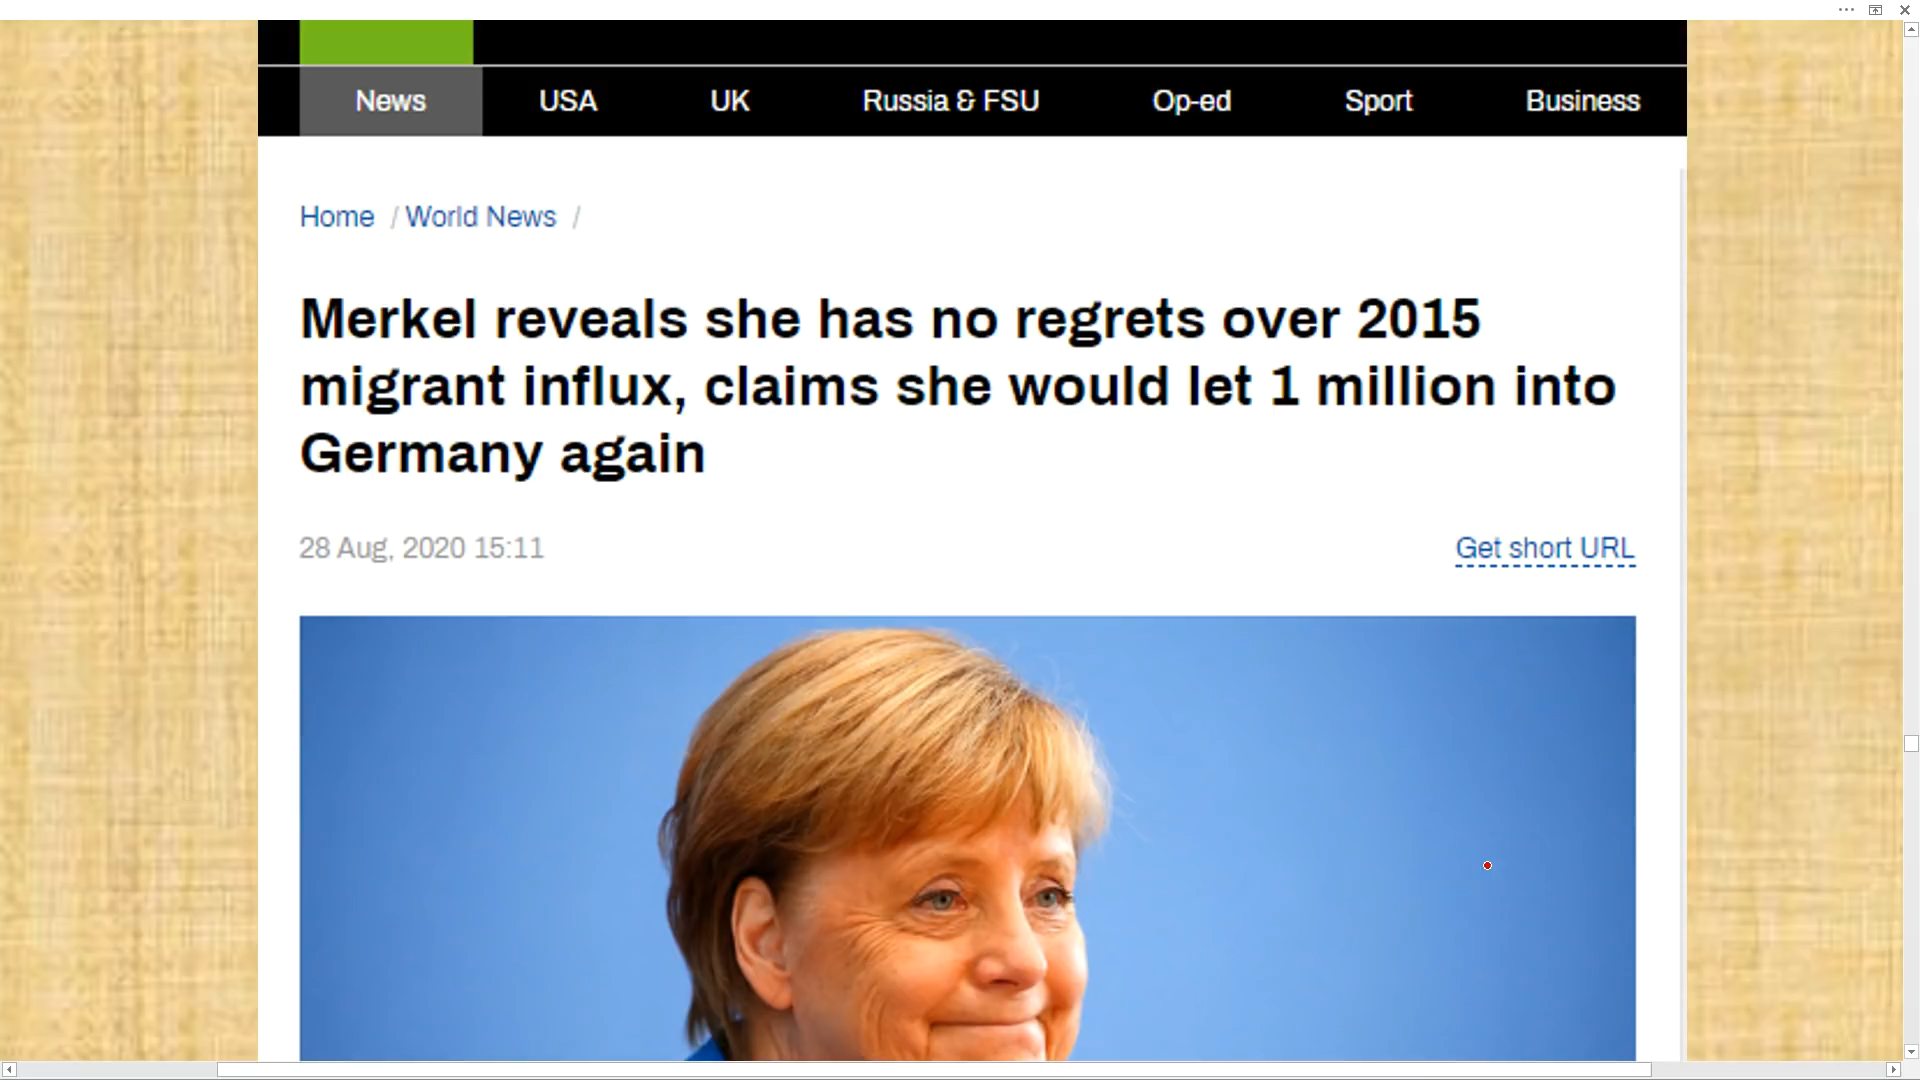 News USA UK Russia & FSU Op-ed Sport Business
Home / World News /
Merkel reveals she has no regrets over 2015
migrant influx, claims she would let 1 million into
Germany again
28 Aug, 2020 15:11 Get short URL